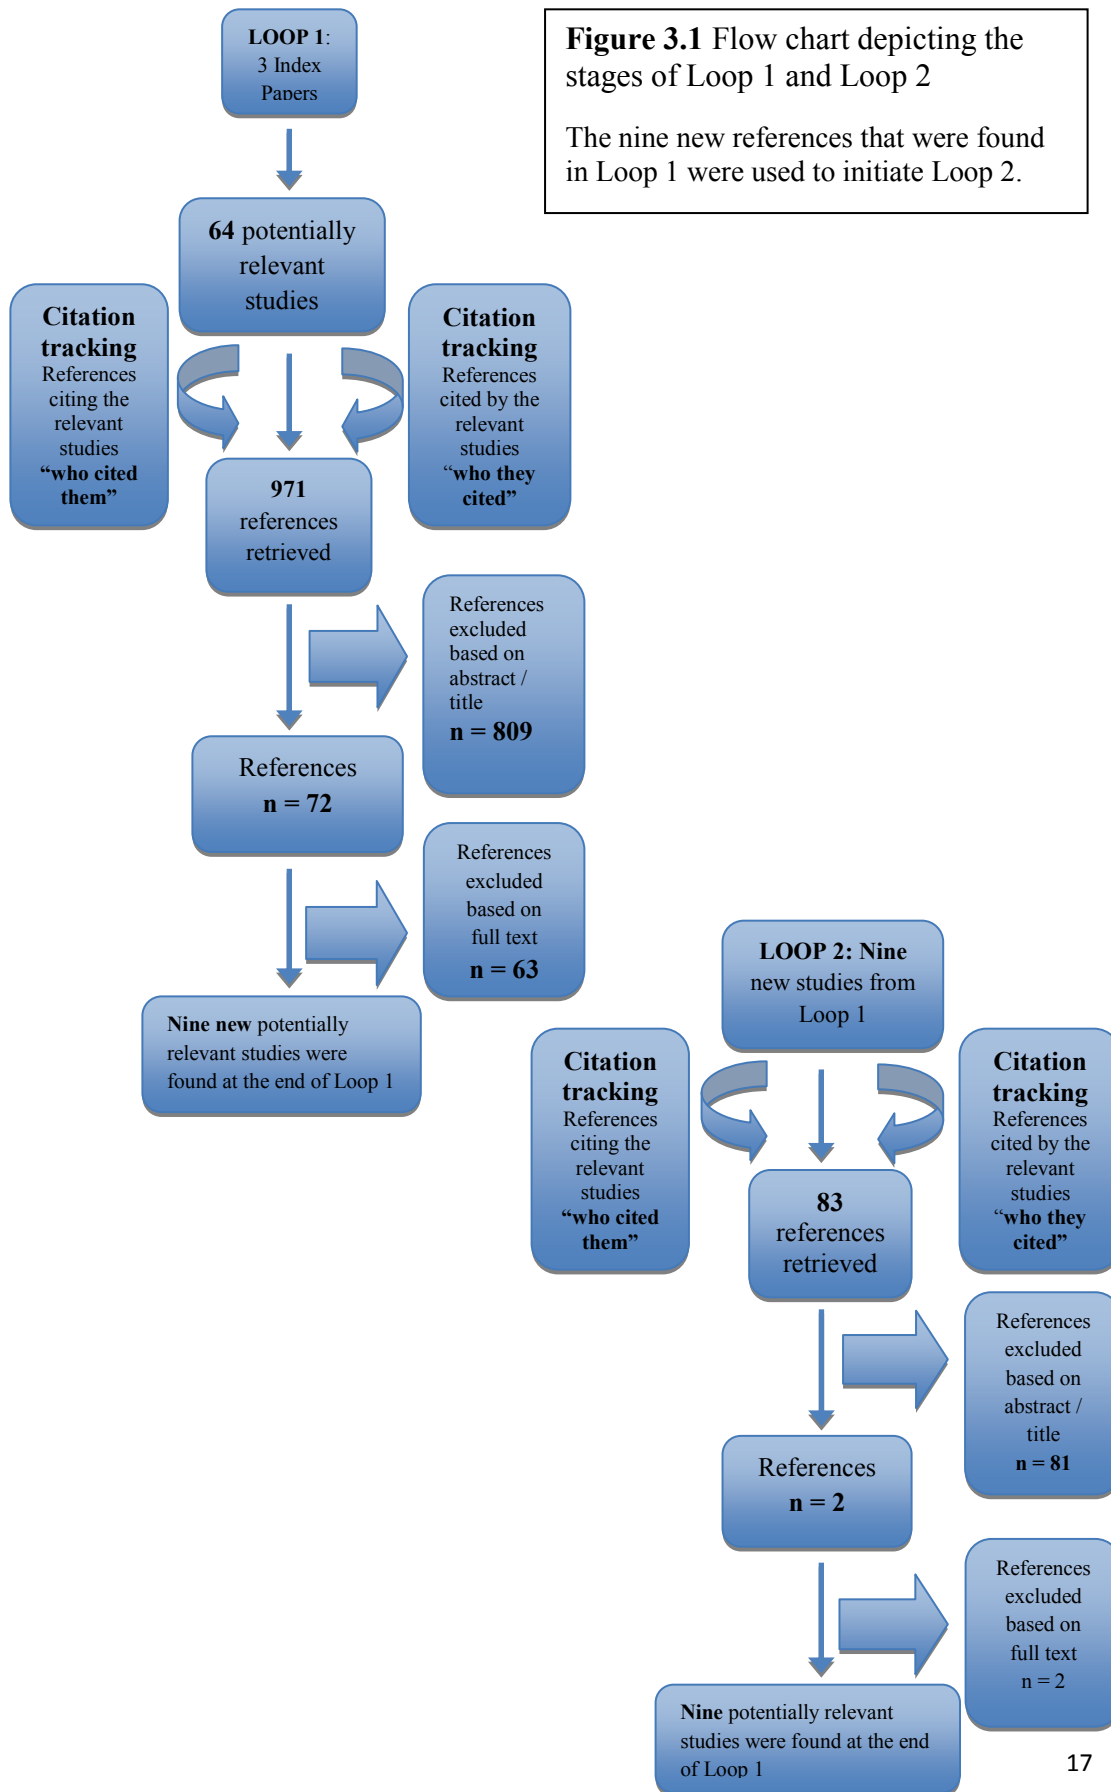 LOOP 1:
3 Index
Papers
Figure 3.1 Flow chart depicting the
stages of Loop 1 and Loop 2
The nine new references that were found
in Loop 1 were used to initiate Loop 2.
64 potentially
relevant
studies
Citation
tracking
References
citing the
relevant
studies
“who cited
them”
Citation
tracking
References
cited by the
relevant
studies
“who they
cited”
971
references
retrieved
References
excluded
based on
abstract /
title
n = 809
References
n = 72
References
excluded
based on
full text
n = 63
Nine new potentially
relevant studies were
found at the end of Loop 1
LOOP 2: Nine
new studies from
Loop 1
Citation
tracking
References
citing the
relevant
studies
“who cited
them”
Citation
tracking
References
cited by the
relevant
studies
“who they
cited”
83
references
retrieved
References
excluded
based on
abstract /
title
n = 81
References
n = 2
References
excluded
based on
full text
n = 2
Nine potentially relevant
studies were found at the end
of Loop 1
17